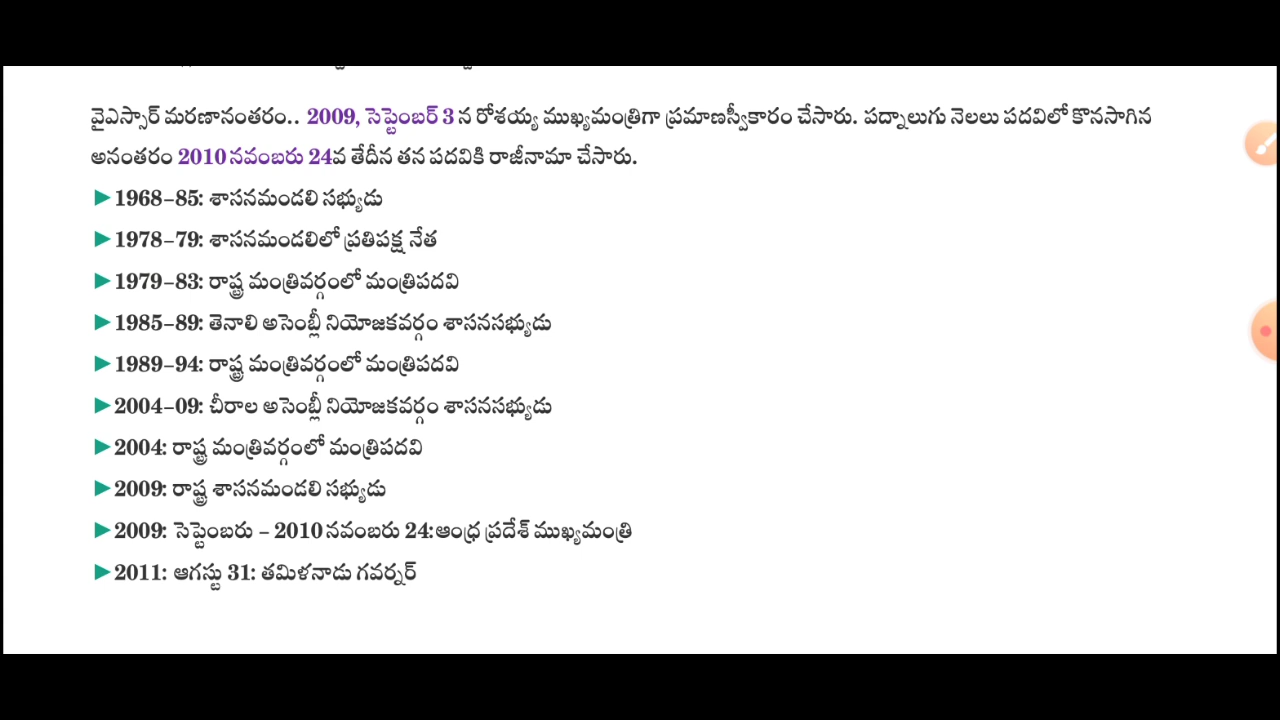 వైఎస్సార్ మరణానంతరం.. 2009, సెప్టెంబర్ 3 న రోశయ్య ముఖ్యమంత్రిగా ప్రమాణస్వీకారం చేసారు. పద్నాలుగు నెలలు పదవిలో కొనసాగిన
అనంతరం 2010 నవంబరు 24వ తేదీన తన పదవికి రాజీనామా చేసారు.
►1968-85: శాసనమండలి సభ్యుడు
►1978-79: శాసనమండలిలో ప్రతిపక్ష నేత
►1979-83: రాష్ట్ర మంత్రివర్గంలో మంత్రిపదవి
►1985-89: తెనాలి అసెంబ్లీ నియోజకవర్గం శాసనసభ్యుడు
►1989-94: రాష్ట్ర మంత్రివర్గంలో మంత్రిపదవి
►2004-09: చీరాల అసెంబ్లీ నియోజకవర్గం శాసనసభ్యుడు
►2004: రాష్ట్ర మంత్రివర్గంలో మంత్రిపదవి
►2009: రాష్ట్ర శాసనమండలి సభ్యుడు
►2009: సెప్టెంబరు - 2010 నవంబరు 24:ఆంధ్ర ప్రదేశ్ ముఖ్యమంత్రి
►2011: ఆగస్టు 31: తమిళనాడు గవర్నర్